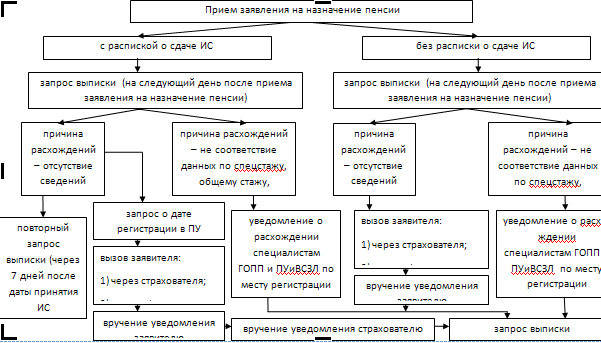 Прием заявления на назначение пенсии
с распиской о сдаче ИС
без расписки о сдаче ИС
запрос выписки (на следующий день после приема
заявления на назначение пенсии)
запрос выписки (на следующий день после приема
заявления на назначение пенсии)
причина
расхождений
– отсутствие
сведений
причина расхождений
– не соответствие
данных по спецстажу,
общему стажу,
причина
расхождений
– отсутствие
сведений
причина
расхождений – не
соответствие данных
по спецстажу,
повторный
запрос
выписки (через
7 дней после
даты принятия
ИС
запрос о дате
регистрации в ПУ
вызов заявителя:
1) через страхователя;
вручение уведомления
заявителю
уведомление о
расхождении
специалистам
ГОПП и ПУиВСЗЛ по
месту регистрации
вызов заявителя:
1) через страхователя;
вручение уведомления
заявителю
уведомление о расхо
ждении
специалистам ГОПП
ПУиВСЗЛ по месту
регистрации
вручение уведомления страхователю
запрос выписки